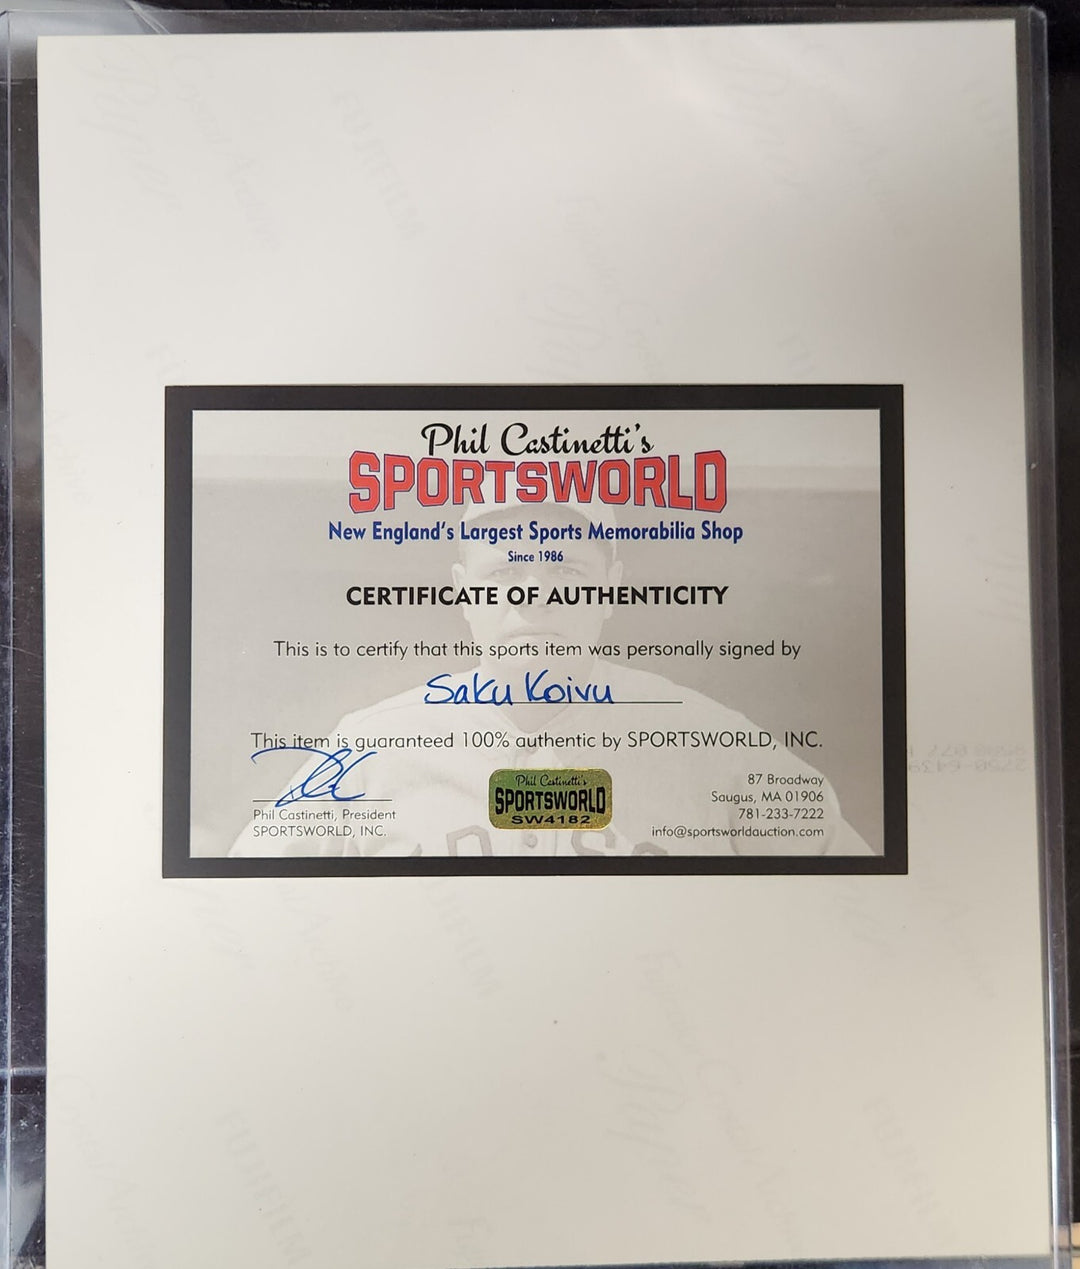 Phil Castinetti's
SPORTSWORLD
New England's Largest Sports Memorabilia Shop
Since 1986
CERTIFICATE OF AUTHENTICITY
This is to certify that this sports item was personally signed by
Saku Koivu
This item is guaranteed 100% authentic by SPORTSWORLD, INC.
Phil Castinetti, President
SPORTSWORLD, INC.
Phil Castinetti's
SPORTSWORLD
SW4182
87 Broadway
Saugus, MA 01906
781-233-7222
info@sportsworldauction.com